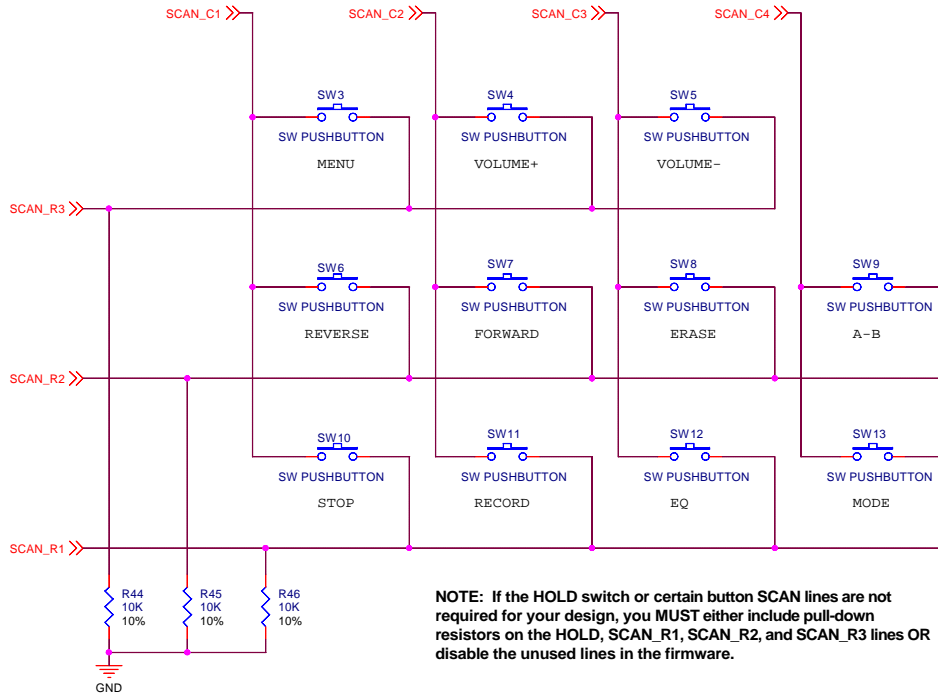 SCAN_C1
SCAN_C2
SCAN_C3
SCAN_C4
SW3
SW4
SW5
SW PUSHBUTTON
SW PUSHBUTTON
SW PUSHBUTTON
MENU
VOLUME+
VOLUME-
SCAN_R3
SW6
SW7
SW8
SW9
SW PUSHBUTTON
SW PUSHBUTTON
SW PUSHBUTTON
SW PUSHBUTTON
REVERSE
FORWARD
ERASE
A-B
SCAN_R2
SW10
SW11
SW12
SW13
SW PUSHBUTTON
SW PUSHBUTTON
SW PUSHBUTTON
SW PUSHBUTTON
STOP
RECORD
EQ
MODE
SCAN_R1
R44
10K
10%
R45
10K
10%
R46
10K
10%
GND
NOTE: If the HOLD switch or certain button SCAN lines are not
required for your design, you MUST either include pull-down
resistors on the HOLD, SCAN_R1, SCAN_R2, and SCAN_R3 lines OR
disable the unused lines in the firmware.